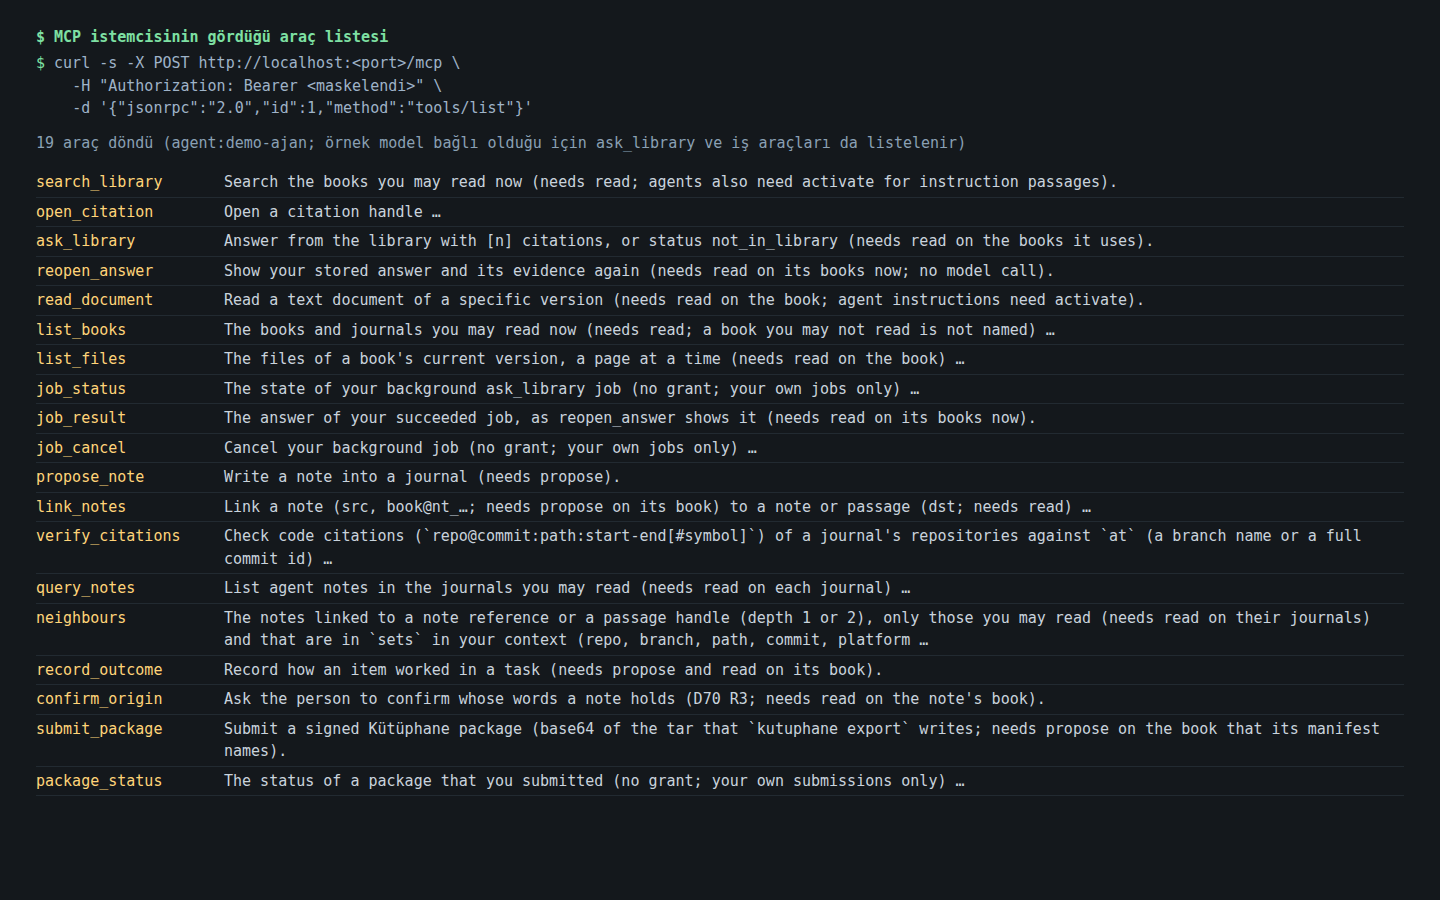 $ MCP istemcisinin gördüğü araç listesi
$ curl -s -X POST http://localhost:<port>/mcp \
-H "Authorization: Bearer <maskelendi>" \
-d '{"jsonrpc":"2.0","id":1,"method":"tools/list"}'
19 araç döndü (agent:demo-ajan; örnek model bağlı olduğu için ask_library ve iş araçları da listelenir)
search_library Search the books you may read now (needs read; agents also need activate for instruction passages).
open_citation Open a citation handle …
ask_library Answer from the library with [n] citations, or status not_in_library (needs read on the books it uses).
reopen_answer Show your stored answer and its evidence again (needs read on its books now; no model call).
read_document Read a text document of a specific version (needs read on the book; agent instructions need activate).
list_books The books and journals you may read now (needs read; a book you may not read is not named) …
list_files The files of a book's current version, a page at a time (needs read on the book) …
job_status The state of your background ask_library job (no grant; your own jobs only) …
job_result The answer of your succeeded job, as reopen_answer shows it (needs read on its books now).
job_cancel Cancel your background job (no grant; your own jobs only) …
propose_note Write a note into a journal (needs propose).
link_notes Link a note (src, book@nt_…; needs propose on its book) to a note or passage (dst; needs read) …
verify_citations Check code citations (`repo@commit:path:start-end[#symbol]`) of a journal's repositories against `at` (a branch name or a full
commit id) …
query_notes List agent notes in the journals you may read (needs read on each journal) …
neighbours The notes linked to a note reference or a passage handle (depth 1 or 2), only those you may read (needs read on their journals)
and that are in `sets` in your context (repo, branch, path, commit, platform …
record_outcome Record how an item worked in a task (needs propose and read on its book).
confirm_origin Ask the person to confirm whose words a note holds (D70 R3; needs read on the note's book).
submit_package Submit a signed Kütüphane package (base64 of the tar that `kutuphane export` writes; needs propose on the book that its manifest
names).
package_status The status of a package that you submitted (no grant; your own submissions only) …